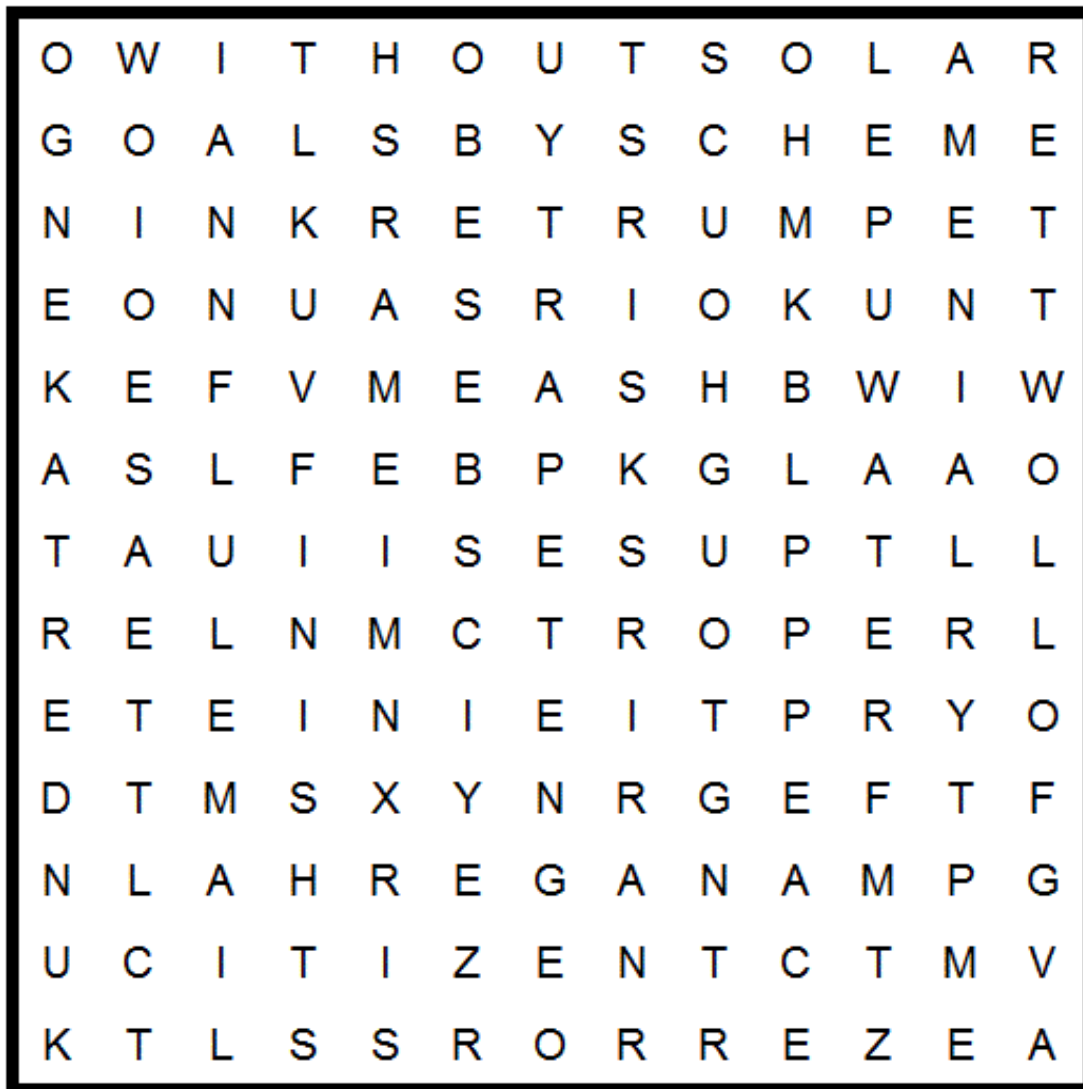 O W I T H O U T S O L A R
G O A L S B Y S C H E M E
N I N K R E T R U M P E T
E O N U A S R I O K U N T
K E F V M E A S H B W I W
A S L F E B P K G L A A O
T A U I I S E S U P T L L
R E L N M C T R O P E R L
E T E I N I E I T P R Y O
D T M S X Y N R G E F T F
N L A H R E G A N A M P G
U C I T I Z E N T C T M V
K T L S S R O R R E Z E A